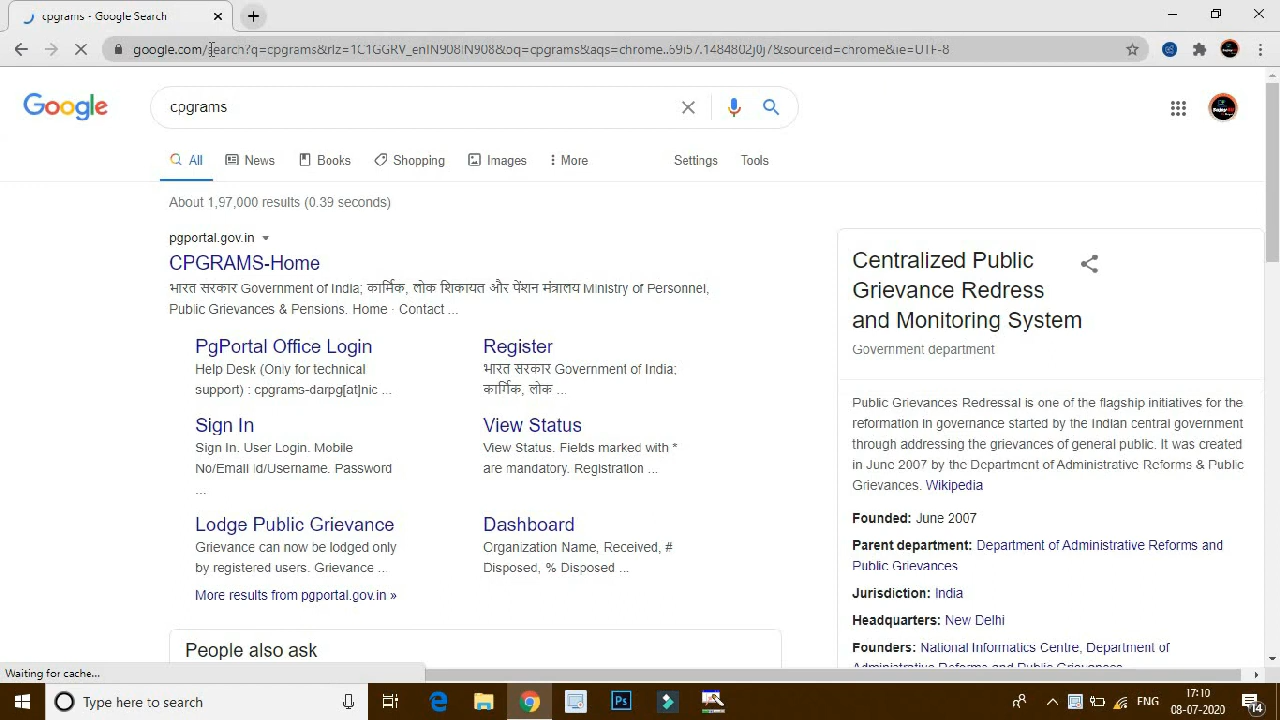 cpgrams - Google Search
google.com/search?q=cpgrams&rlz=1C1GGRV_enIN908IN908&oq=cpgrams&aqs=chrome..69i57.1484802j0j7&sourceid=chrome&ie=UTF-8
Google
cpgrams
All News Books Shopping Images More Settings Tools
About 1,97,000 results (0.39 seconds)
pgportal.gov.in
CPGRAMS-Home
भारत सरकार Government of India; कार्मिक, लोक शिकायत और पेंशन मंत्रालय Ministry of Personnel,
Public Grievances & Pensions. Home · Contact ...
PgPortal Office Login
Help Desk (Only for technical
support) : cpgrams-darpg[at]nic ...
Register
भारत सरकार Government of India;
कार्मिक, लोक ...
Sign In
Sign In. User Login. Mobile
No/Email Id/Username. Password
...
View Status
View Status. Fields marked with *
are mandatory. Registration ...
Lodge Public Grievance
Grievance can now be lodged only
by registered users. Grievance ...
Dashboard
Organization Name, Received, #
Disposed, % Disposed ...
More results from pgportal.gov.in »
People also ask
Centralized Public
Grievance Redress
and Monitoring System
Government department
Public Grievances Redressal is one of the flagship initiatives for the
reformation in governance started by the Indian central government
through addressing the grievances of general public. It was created
in June 2007 by the Department of Administrative Reforms & Public
Grievances. Wikipedia
Founded: June 2007
Parent department: Department of Administrative Reforms and
Public Grievances
Jurisdiction: India
Headquarters: New Delhi
Founders: National Informatics Centre, Department of
Administrative Reforms and Public Grievances
Waiting for cache...
Type here to search
Ps
ENG
17:10
08-07-2020
14